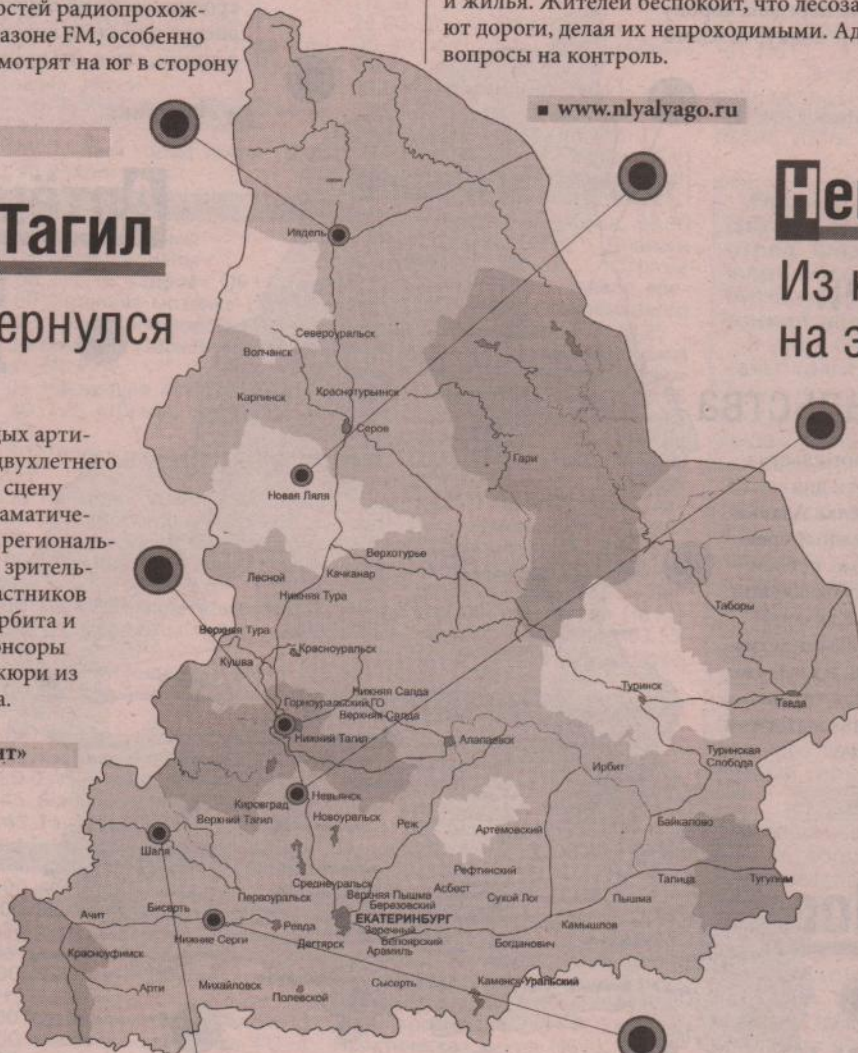 остей радиопрохож-
азоне FM, особенно
мотрят на юг в сторону
и жилья. Жителей беспокоит, что лесоза
ют дороги, делая их непроходимыми. Ад
вопросы на контроль.
■ www.nlyalyago.ru
Тагил
ернулся
Не
Из
на э
ых арти-
двухлетнего
сцену
аматиче-
региональ-
зритель-
астников
рбита и
нсоры
кюри из
а.
нт»
Ивдель
Североуральск
Волчанск
Карпинск
Краснотурьинск
Серов
Гари
Новая Ляля
Верхотурье
Лесной
Качканар
Нижняя Тура
Таборы
Верхняя Тура
Красноуральск
Кушва
Туринск
Нижняя Салда
Тавда
Горноуральский ГО
Верхняя Салда
Нижний Тагил
Алапаевск
Туринская
Слобода
Ирбит
Кировград
Невьянск
Верхний Тагил
Новоуральск
Реж
Артемовский
Байкалово
Шаля
Рефтинский
Среднеуральск
Асбест
Талица
Тугулым
Первоуральск
Верхняя Пышма
Березовский
Сухой Лог
Пышма
Ачит
Бисерть
ЕКАТЕРИНБУРГ
Ревда
Заречный
Камышлов
Нижние Серги
Дегтярск
Белоярский
Богданович
Красноуфимск
Арамиль
Арти
Михайловск
Полевской
Сысерть
Каменск-Уральский